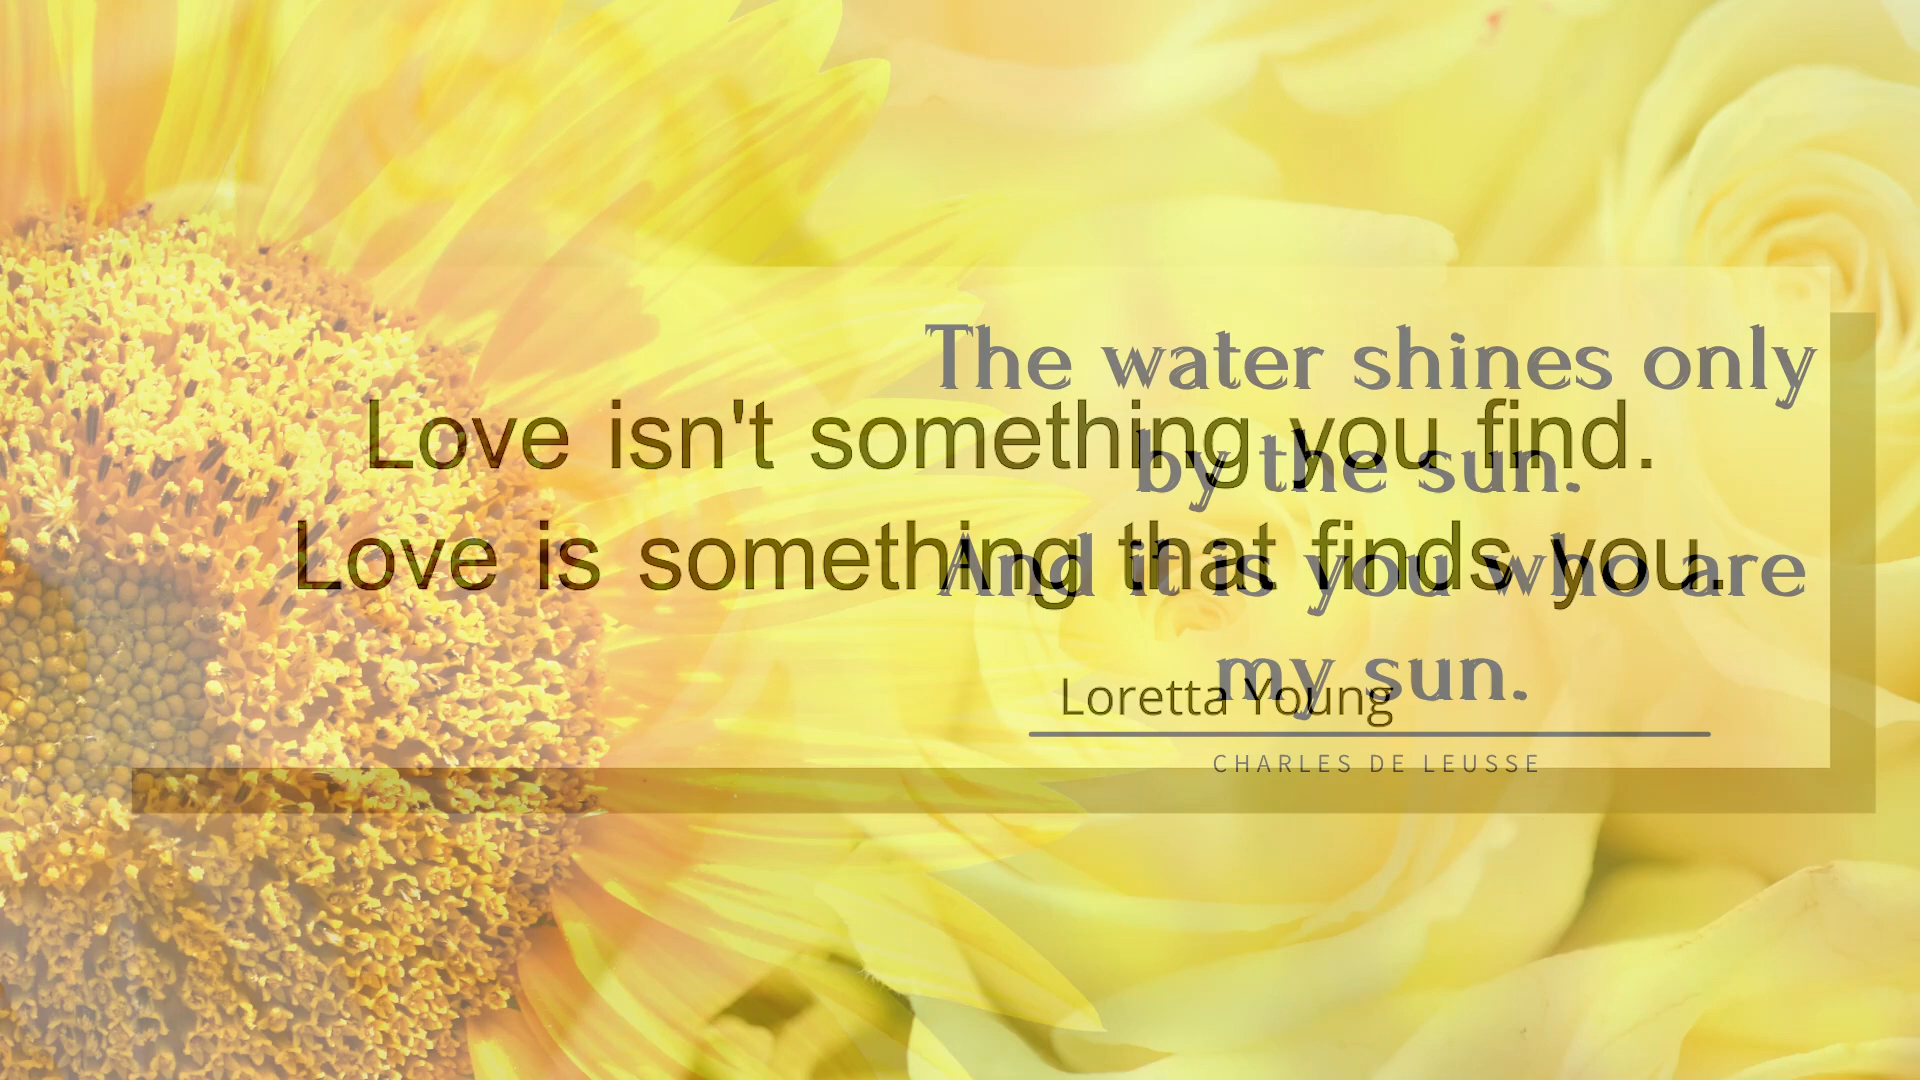 The water shines only
by the sun.
And it is you who are
my sun.
CHARLES DE LEUSSE
Love isn't something you find.
Love is something that finds you.
Loretta Young